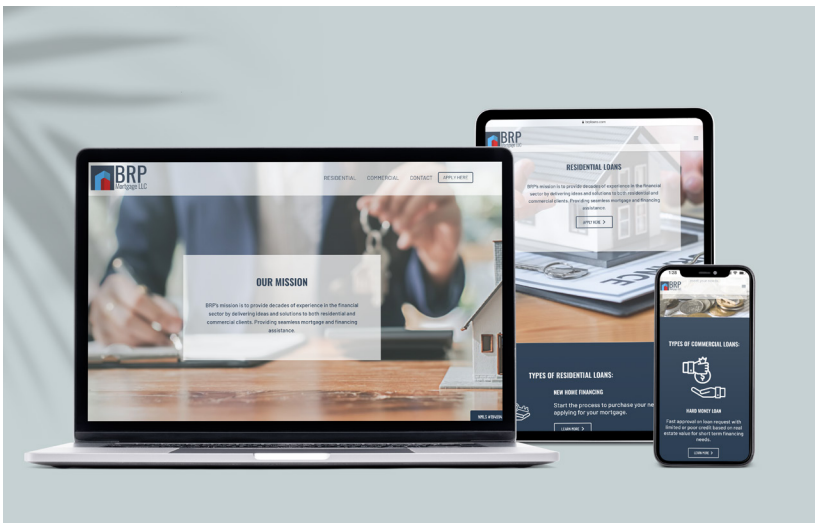 BRP
Mortgage LLC
RESIDENTIAL COMMERCIAL CONTACT APPLY HERE
OUR MISSION
BRP's mission is to provide decades of experience in the financial
sector by delivering ideas and solutions to both residential and
commercial clients. Providing seamless mortgage and financing
assistance.
BRP
RESIDENTIAL LOANS
BRP's mission is to provide decades of experience in the financial
sector by delivering ideas and solutions to both residential and
commercial clients. Providing seamless mortgage and financing
assistance.
APPLY HERE >
TYPES OF RESIDENTIAL LOANS:
NEW HOME FINANCING
Start the process to purchase your ne
applying for your mortgage.
LEARN MORE >
BRP
TYPES OF COMMERCIAL LOANS:
HARD MONEY LOAN
Fast approval on loan request with
limited or poor credit based on real
estate value for short term financing
needs.
LEARN MORE >